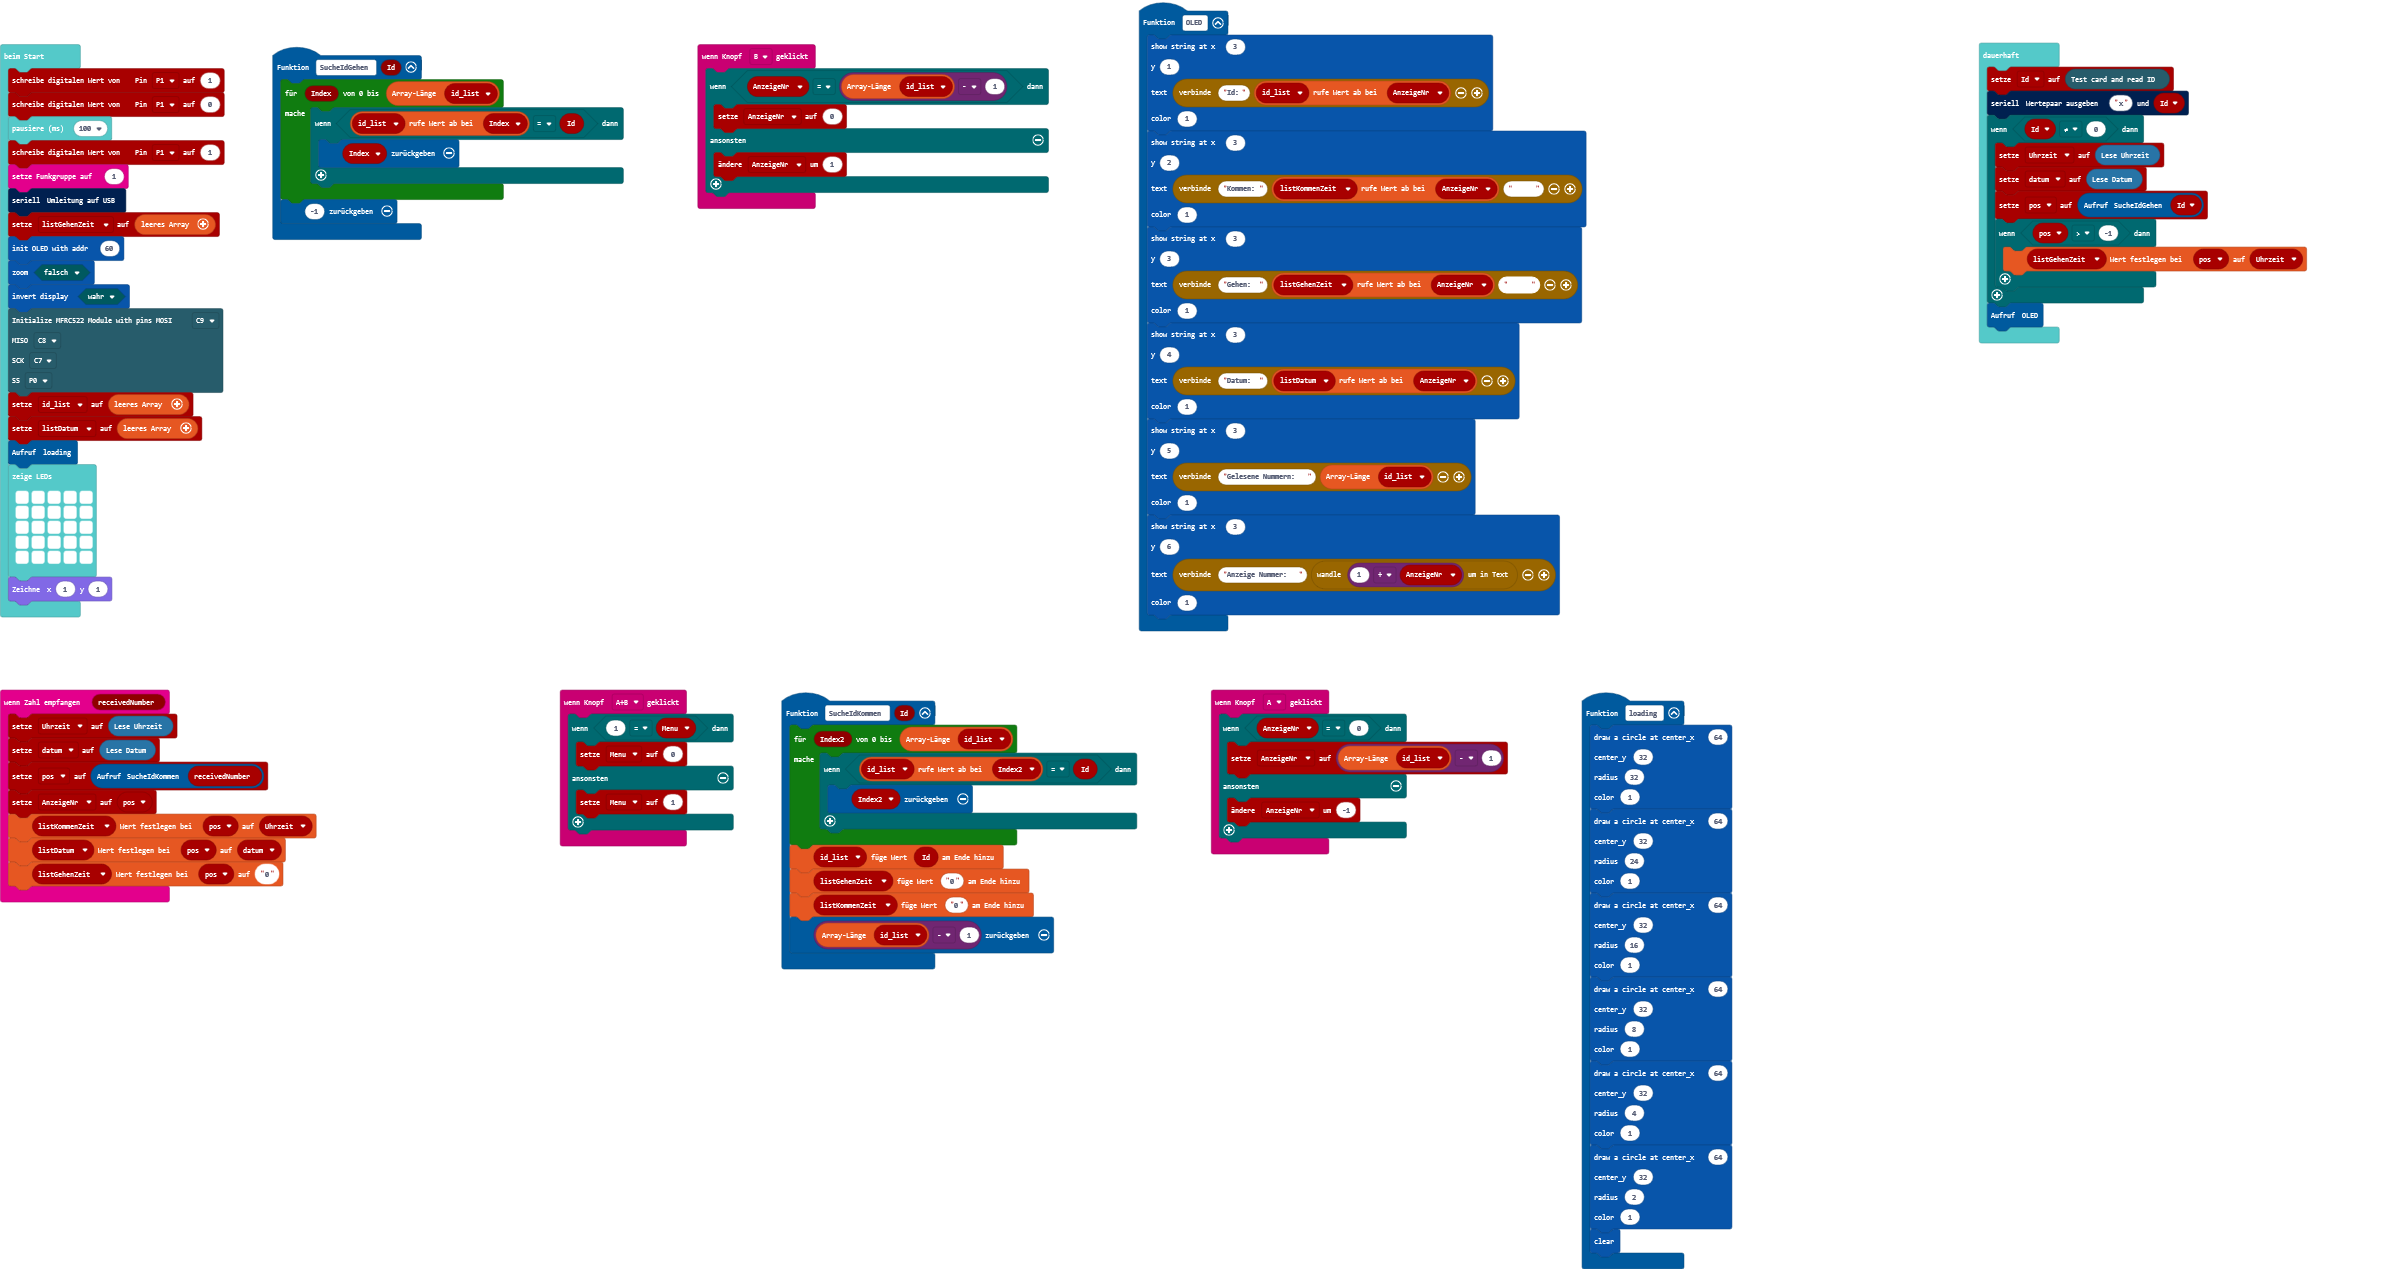 beim Start
schreibe digitalen Wert von Pin P1 auf 1
schreibe digitalen Wert von Pin P1 auf 0
pausiere (ms) 100
schreibe digitalen Wert von Pin P1 auf 1
setze Funkgruppe auf 1
seriell Umleitung auf USB
setze listGehenZeit auf leeres Array
init OLED with addr 60
zoom falsch
invert display wahr
Initialize MFRC522 Module with pins MOSI C9
MISO C8
SCK C7
SS P0
setze id_list auf leeres Array
setze listDatum auf leeres Array
Aufruf loading
zeige LEDs
Zeichne x 1 y 1
Funktion SucheIdGehen Id
für Index von 0 bis Array-Länge id_list
mache
wenn id_list rufe Wert ab bei Index = Id dann
Index zurückgeben
-1 zurückgeben
wenn Knopf B geklickt
wenn AnzeigeNr = Array-Länge id_list - 1 dann
setze AnzeigeNr auf 0
ansonsten
ändere AnzeigeNr um 1
Funktion OLED
show string at x 3
y 1
text verbinde "Id: " id_list rufe Wert ab bei AnzeigeNr
color 1
show string at x 3
y 2
text verbinde "Kommen: " listKommenZeit rufe Wert ab bei AnzeigeNr " "
color 1
show string at x 3
y 3
text verbinde "Gehen: " listGehenZeit rufe Wert ab bei AnzeigeNr " "
color 1
show string at x 3
y 4
text verbinde "Datum: " listDatum rufe Wert ab bei AnzeigeNr
color 1
show string at x 3
y 5
text verbinde "Gelesene Nummern: " Array-Länge id_list
color 1
show string at x 3
y 6
text verbinde "Anzeige Nummer: " wandle 1 + AnzeigeNr um in Text
color 1
dauerhaft
setze Id auf Test card and read ID
seriell Wertepaar ausgeben "x" und Id
wenn Id ≠ 0 dann
setze Uhrzeit auf Lese Uhrzeit
setze datum auf Lese Datum
setze pos auf Aufruf SucheIdGehen Id
wenn pos > -1 dann
listGehenZeit Wert festlegen bei pos auf Uhrzeit
Aufruf OLED
wenn Zahl empfangen receivedNumber
setze Uhrzeit auf Lese Uhrzeit
setze datum auf Lese Datum
setze pos auf Aufruf SucheIdKommen receivedNumber
setze AnzeigeNr auf pos
listKommenZeit Wert festlegen bei pos auf Uhrzeit
listDatum Wert festlegen bei pos auf datum
listGehenZeit Wert festlegen bei pos auf "0"
wenn Knopf A+B geklickt
wenn 1 = Menu dann
setze Menu auf 0
ansonsten
setze Menu auf 1
Funktion SucheIdKommen Id
für Index2 von 0 bis Array-Länge id_list
mache
wenn id_list rufe Wert ab bei Index2 = Id dann
Index2 zurückgeben
id_list füge Wert Id am Ende hinzu
listGehenZeit füge Wert "0" am Ende hinzu
listKommenZeit füge Wert "0" am Ende hinzu
Array-Länge id_list - 1 zurückgeben
wenn Knopf A geklickt
wenn AnzeigeNr = 0 dann
setze AnzeigeNr auf Array-Länge id_list - 1
ansonsten
ändere AnzeigeNr um -1
Funktion loading
draw a circle at center_x 64
center_y 32
radius 32
color 1
draw a circle at center_x 64
center_y 32
radius 24
color 1
draw a circle at center_x 64
center_y 32
radius 16
color 1
draw a circle at center_x 64
center_y 32
radius 8
color 1
draw a circle at center_x 64
center_y 32
radius 4
color 1
draw a circle at center_x 64
center_y 32
radius 2
color 1
clear